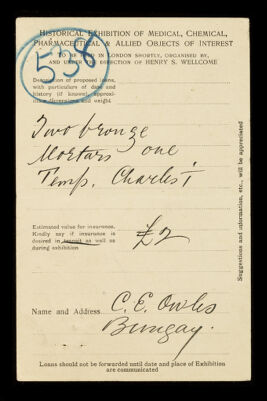 HISTORICAL EXHIBITION OF MEDICAL, CHEMICAL,
PHARMACEUTICAL & ALLIED OBJECTS OF INTEREST
TO BE HELD IN LONDON SHORTLY, ORGANISED BY,
AND UNDER THE DIRECTION OF HENRY S. WELLCOME
558
Description of proposed loans,
with particulars of date and
history (if known), approxi-
mate dimensions and weight.
Two bronze
Mortars one
Temp. Charles I
Estimated value for insurance.
Kindly say if insurance is
desired in transit as well as
during exhibition
£2
Name and Address
C. E. Owles
Bungay.
Loans should not be forwarded until date and place of Exhibition
are communicated
Suggestions and information, etc., will be appreciated